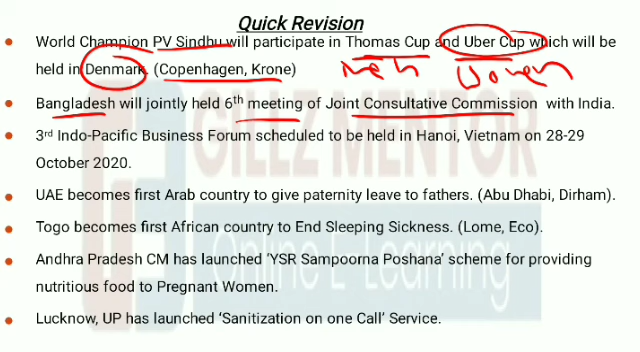 Quick Revision
World Champion PV Sindhu will participate in Thomas Cup and Uber Cup which will be
held in Denmark. (Copenhagen, Krone)
Men
Women
Bangladesh will jointly held 6th meeting of Joint Consultative Commission with India.
3rd Indo-Pacific Business Forum scheduled to be held in Hanoi, Vietnam on 28-29
October 2020.
UAE becomes first Arab country to give paternity leave to fathers. (Abu Dhabi, Dirham).
Togo becomes first African country to End Sleeping Sickness. (Lome, Eco).
Andhra Pradesh CM has launched ‘YSR Sampoorna Poshana’ scheme for providing
nutritious food to Pregnant Women.
Lucknow, UP has launched ‘Sanitization on one Call’ Service.
GILLZ MENTOR
Online E-Learning